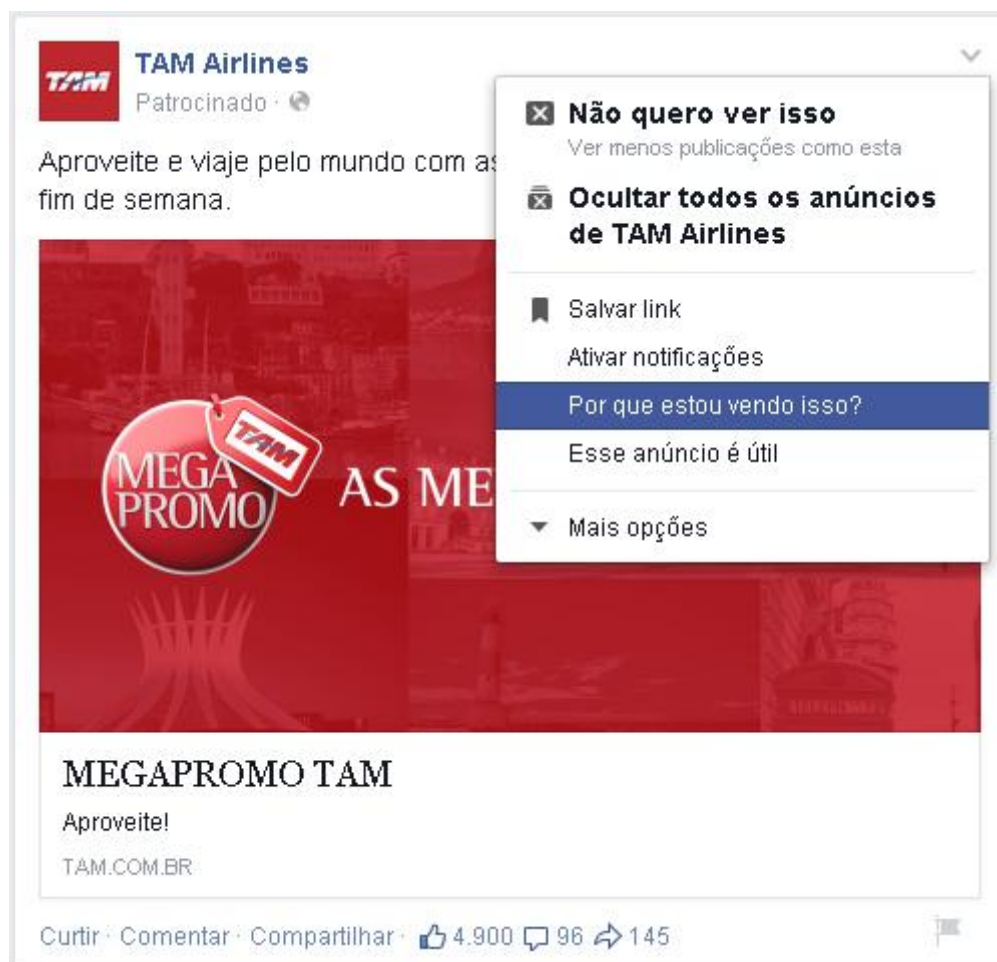 TAM
TAM Airlines
Patrocinado ·
Aproveite e viaje pelo mundo com
fim de semana.
Não quero ver isso
Ver menos publicações como esta
Ocultar todos os anúncios
de TAM Airlines
Salvar link
Ativar notificações
Por que estou vendo isso?
Esse anúncio é útil
Mais opções
TAM
MEGA
PROMO
AS ME
MEGAPROMO TAM
Aproveite!
TAM.COM.BR
Curtir · Comentar · Compartilhar · 4.900 96 145